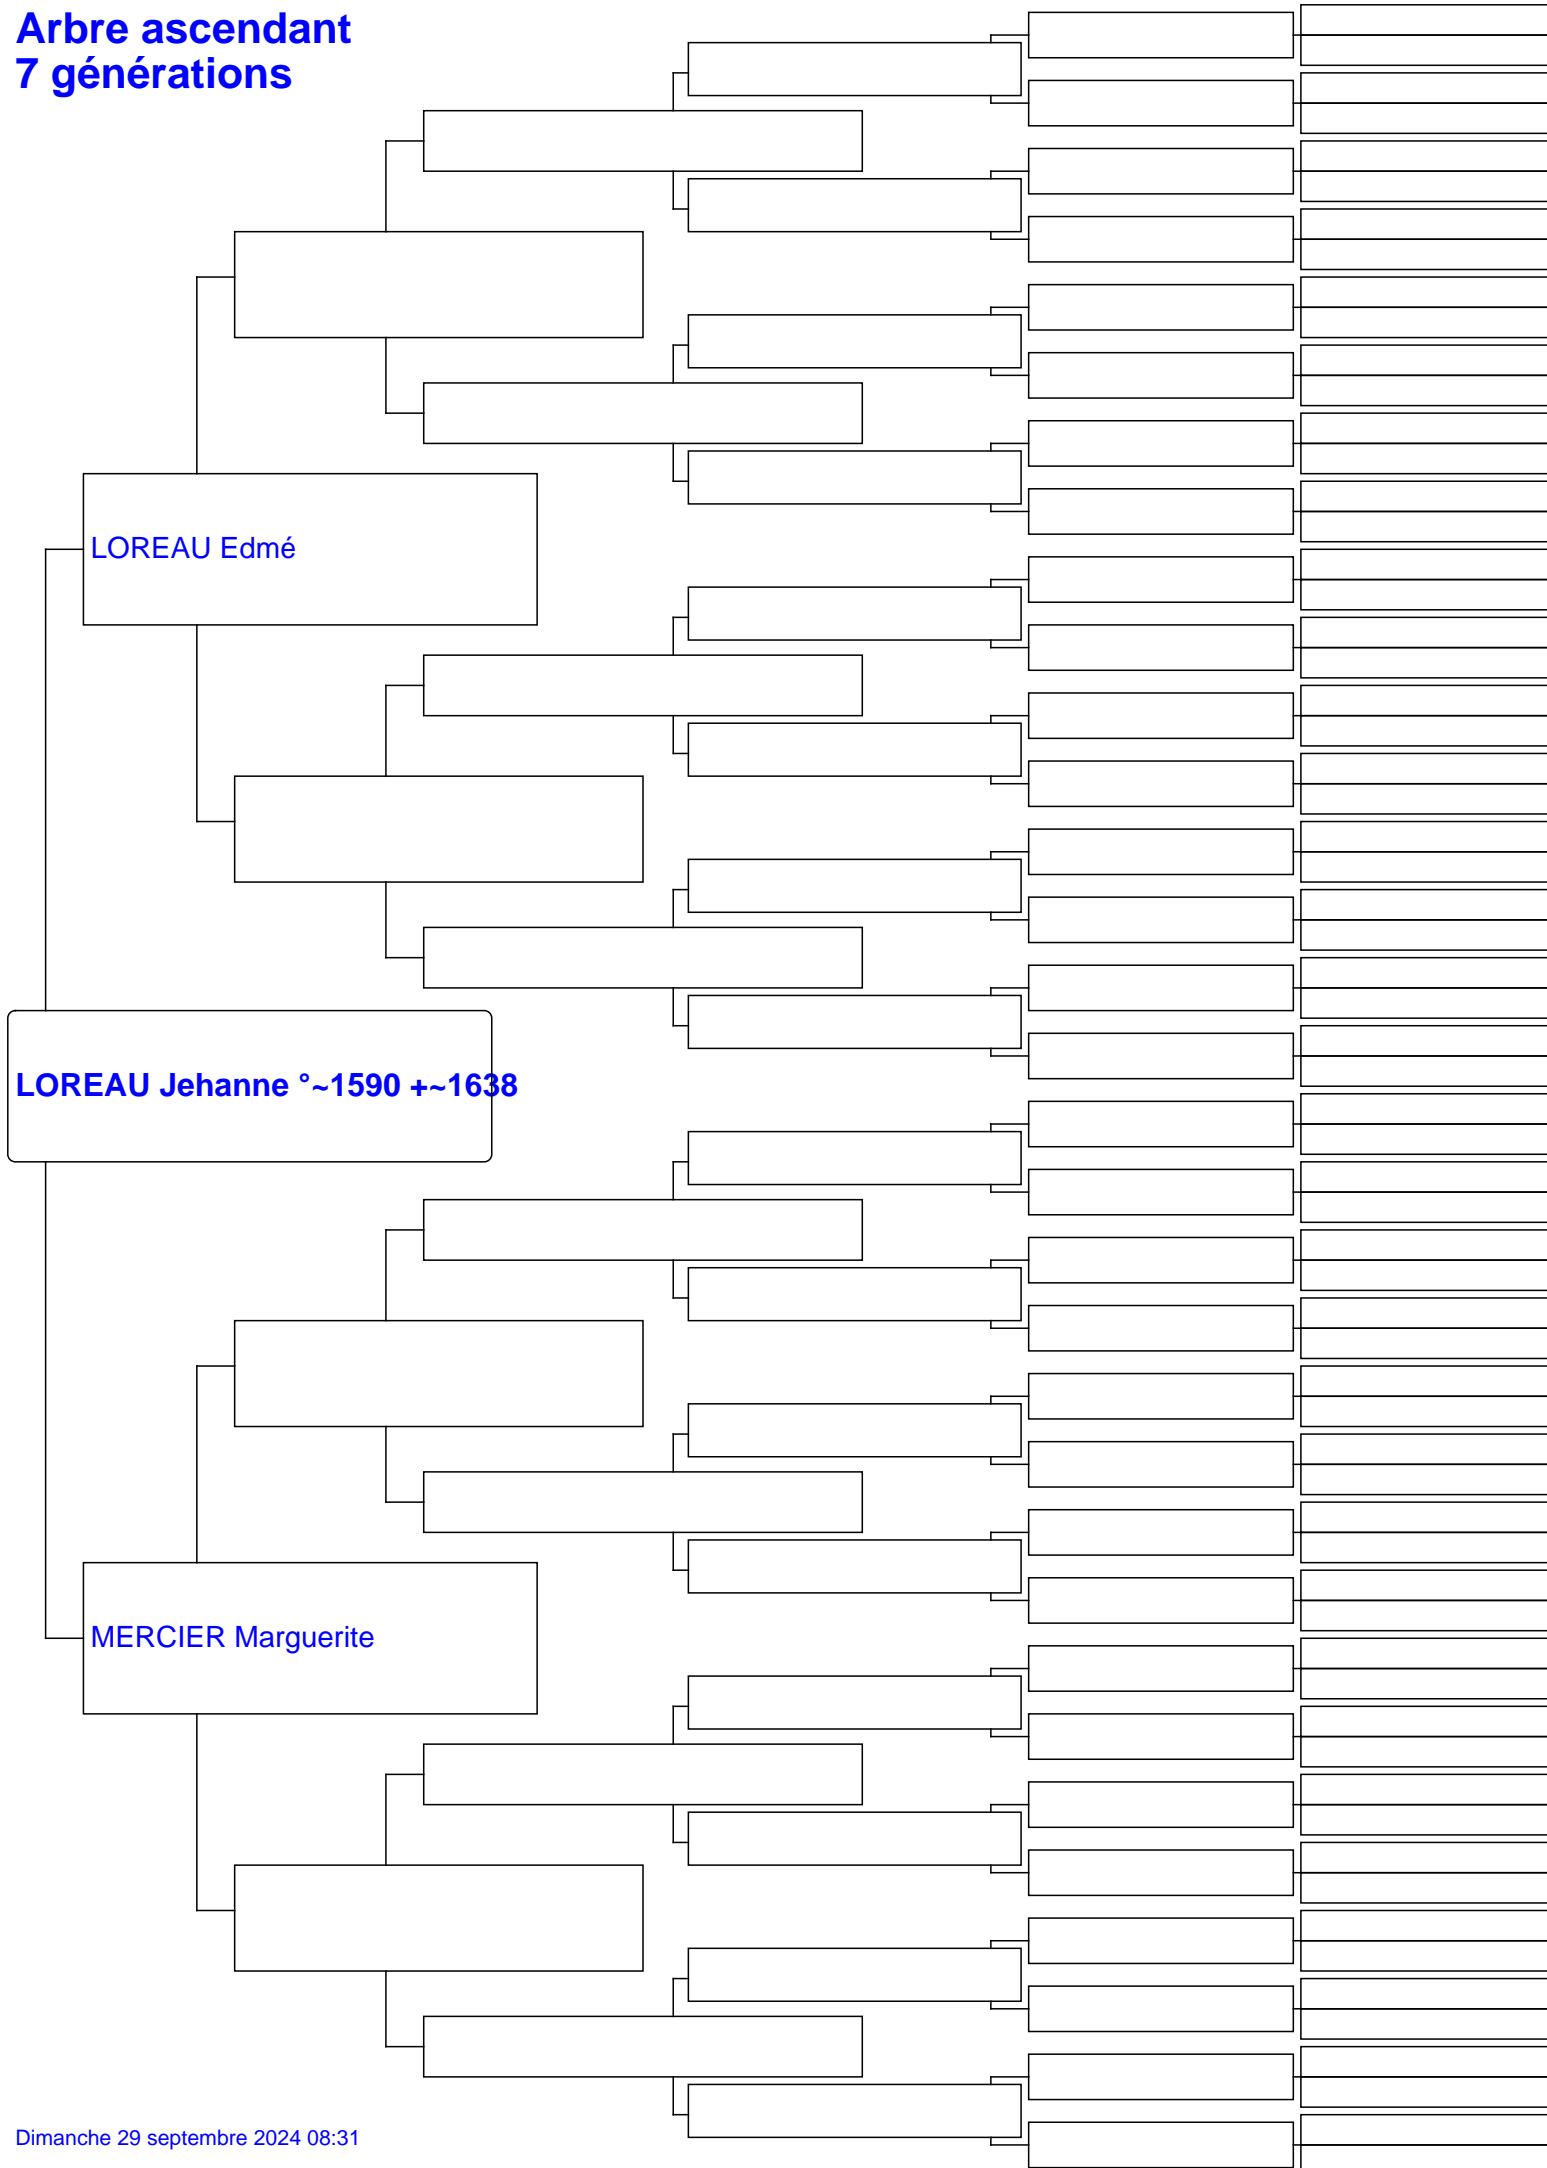 Arbre ascendant
7 générations
LOREAU Edmé
LOREAU Jehanne °~1590 +~1638
MERCIER Marguerite
Dimanche 29 septembre 2024 08:31